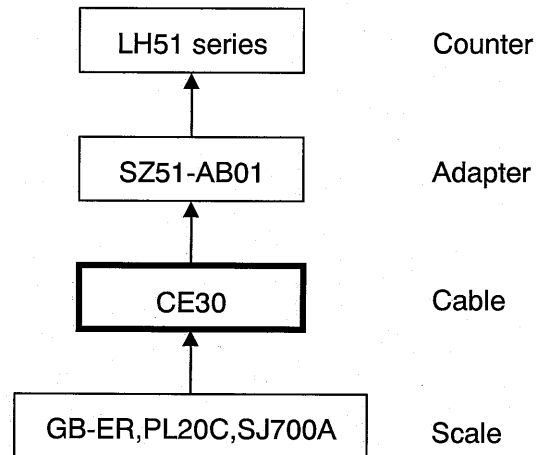 LH51 series Counter
SZ51-AB01 Adapter
CE30 Cable
GB-ER,PL20C,SJ700A Scale